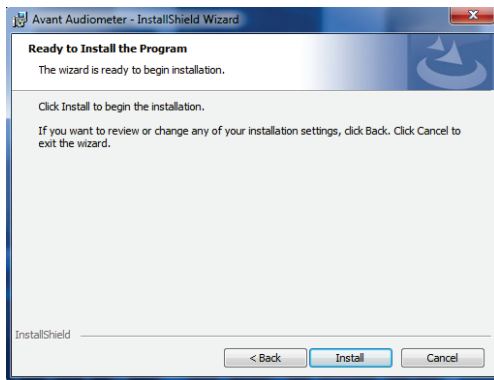 Avant Audiometer - InstallShield Wizard
Ready to Install the Program
The wizard is ready to begin installation.
Click Install to begin the installation.
If you want to review or change any of your installation settings, click Back. Click Cancel to
exit the wizard.
InstallShield
< Back Install Cancel